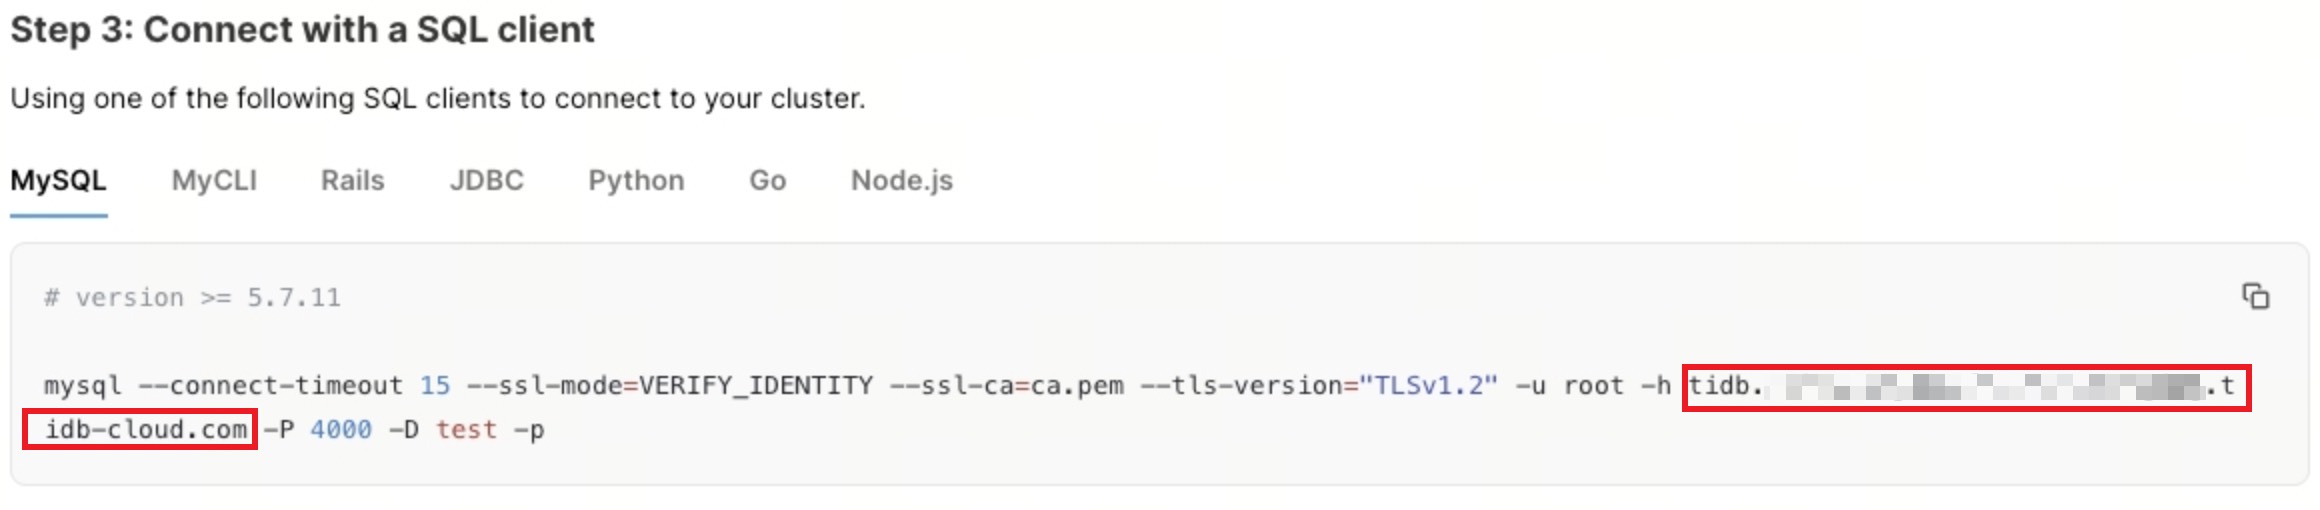 Step 3: Connect with a SQL client
Using one of the following SQL clients to connect to your cluster.
MySQL MyCLI Rails JDBC Python Go Node.js
# version >= 5.7.11
mysql --connect-timeout 15 --ssl-mode=VERIFY_IDENTITY --ssl-ca=ca.pem --tls-version="TLSv1.2" -u root -h tidb. .t
idb-cloud.com -P 4000 -D test -p